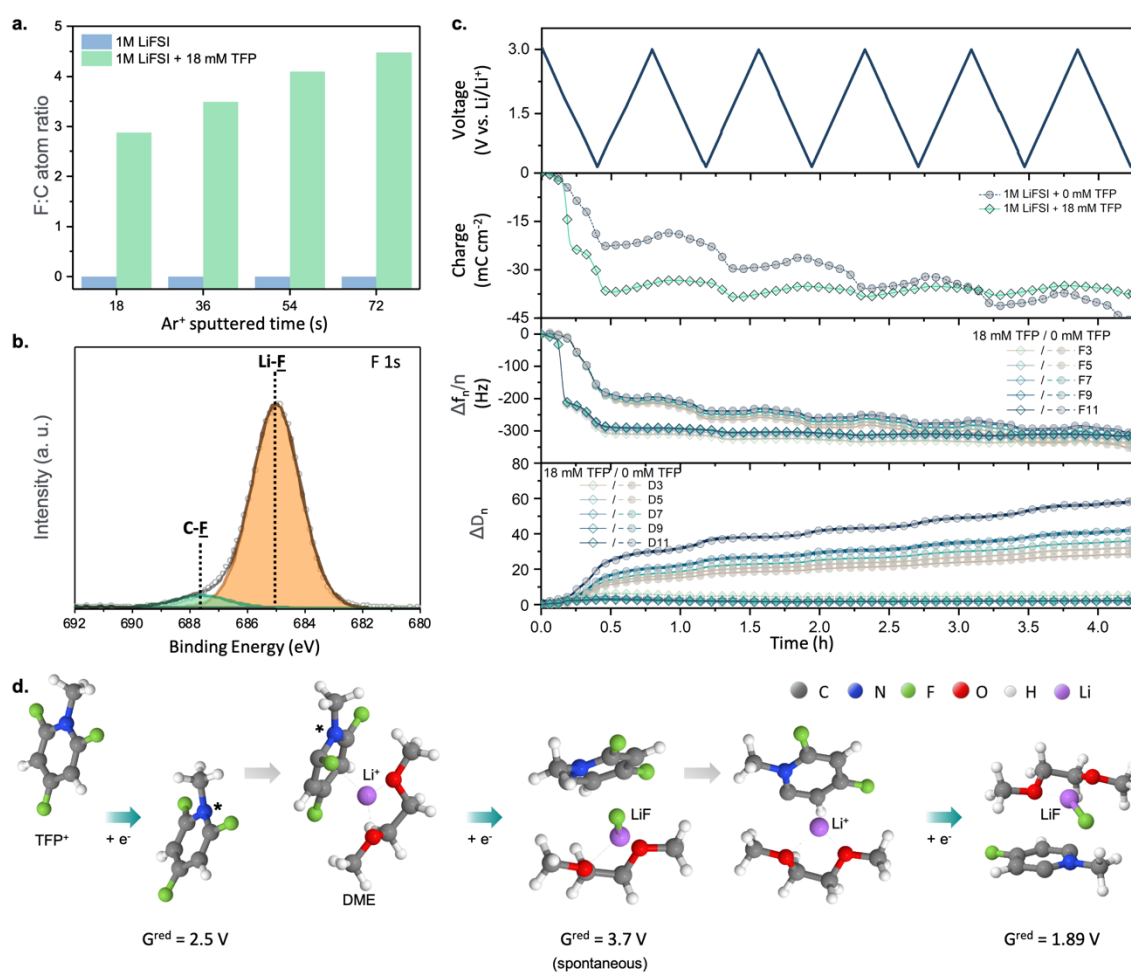 a.
1M LiFSI
1M LiFSI + 18 mM TFP
F:C atom ratio
5
4
3
2
1
0
18 36 54 72
Ar⁺ sputtered time (s)
b.
F 1s
Li-F
C-F
Intensity (a. u.)
692 690 688 686 684 682 680
Binding Energy (eV)
c.
Voltage
(V vs. Li/Li⁺)
3.0
1.5
0
Charge
(mC cm⁻²)
-15
-30
-45
1M LiFSI + 0 mM TFP
1M LiFSI + 18 mM TFP
Δfₙ/n
(Hz)
0
-100
-200
-300
18 mM TFP / 0 mM TFP
/ F3
/ F5
/ F7
/ F9
/ F11
ΔDₙ
80
60
40
20
0
18 mM TFP / 0 mM TFP
/ D3
/ D5
/ D7
/ D9
/ D11
0.0 0.5 1.0 1.5 2.0 2.5 3.0 3.5 4.0
Time (h)
d.
C N F O H Li
TFP⁺
+ e⁻
*
*
Li⁺
DME
+ e⁻
LiF
Li⁺
+ e⁻
LiF
Gʳᵉᵈ = 2.5 V
Gʳᵉᵈ = 3.7 V
(spontaneous)
Gʳᵉᵈ = 1.89 V